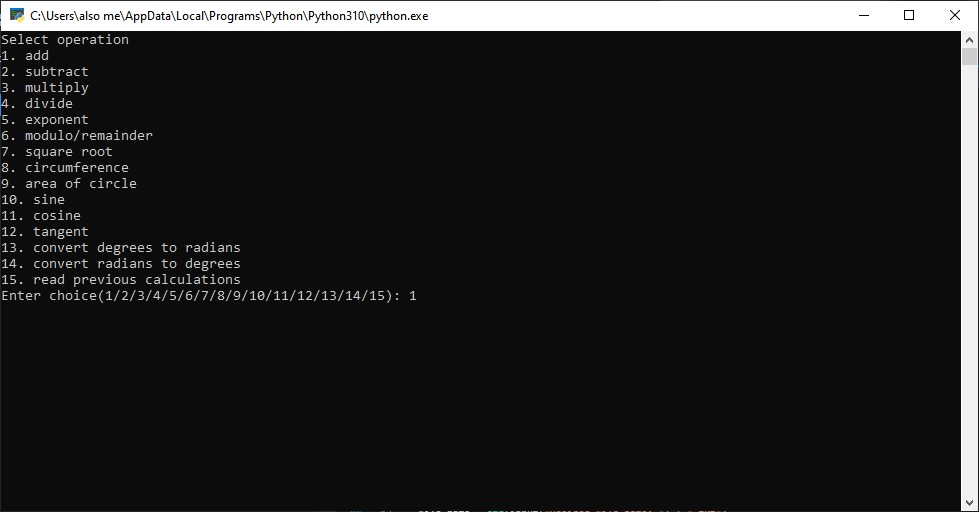 C:\Users\also me\AppData\Local\Programs\Python\Python310\python.exe
Select operation
1. add
2. subtract
3. multiply
4. divide
5. exponent
6. modulo/remainder
7. square root
8. circumference
9. area of circle
10. sine
11. cosine
12. tangent
13. convert degrees to radians
14. convert radians to degrees
15. read previous calculations
Enter choice(1/2/3/4/5/6/7/8/9/10/11/12/13/14/15): 1